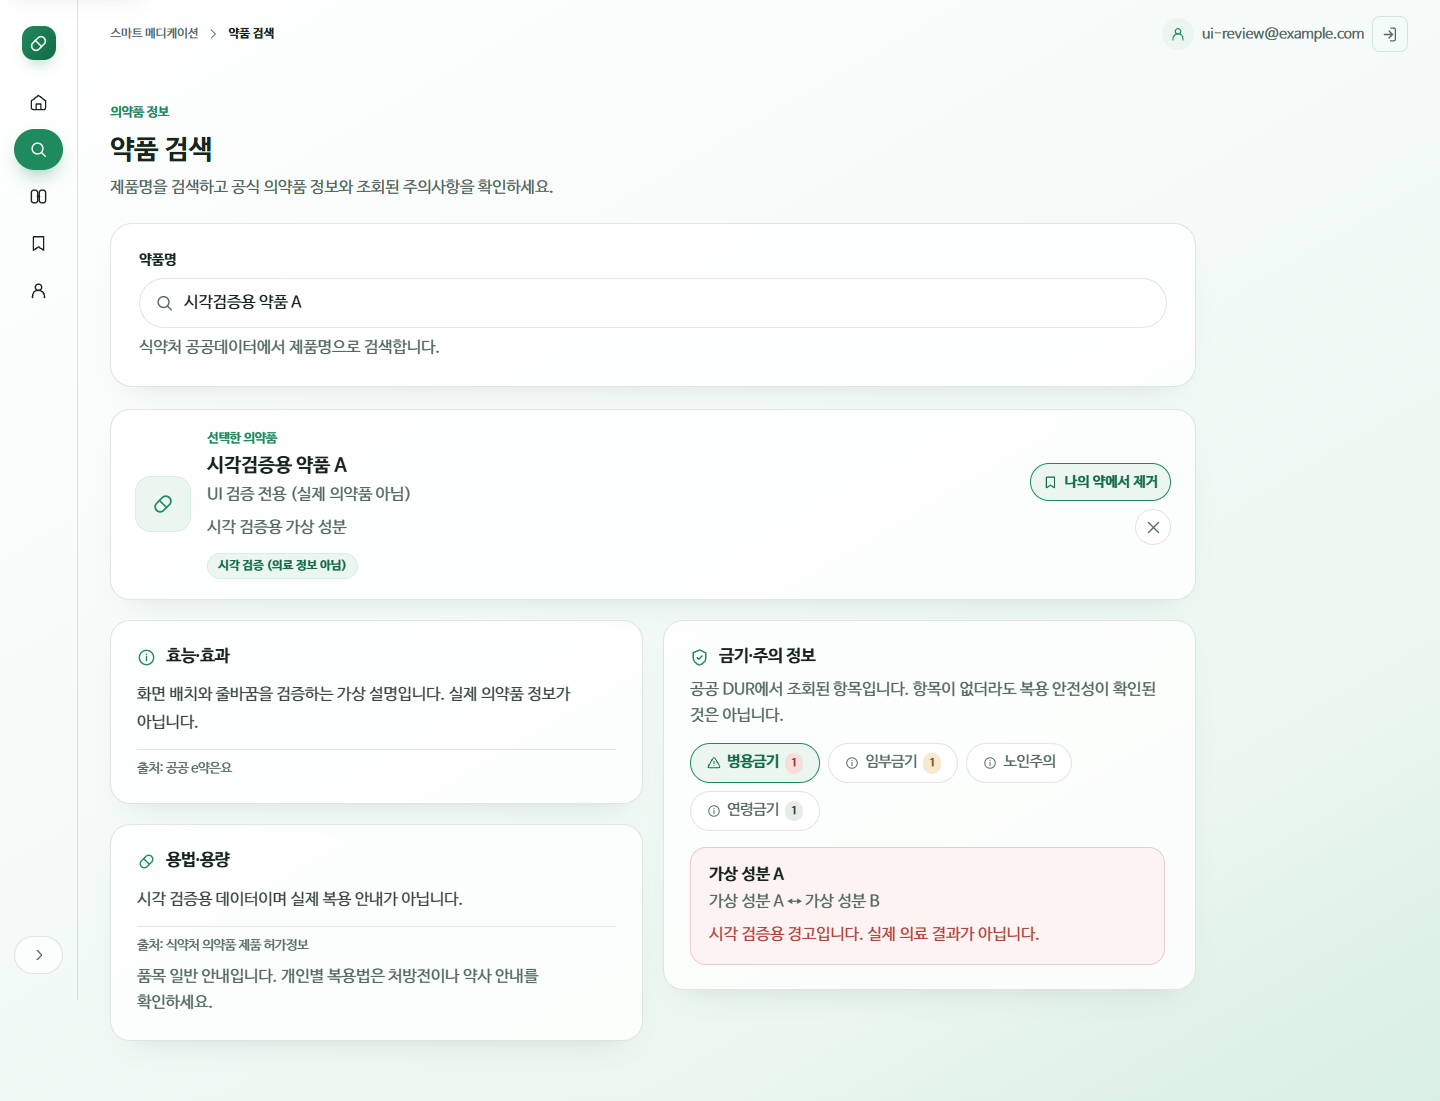 스마트 메디케이션 > 약품 검색
ui-review@example.com
의약품 정보
약품 검색
제품명을 검색하고 공식 의약품 정보와 조회된 주의사항을 확인하세요.
약품명
시각검증용 약품 A
식약처 공공데이터에서 제품명으로 검색합니다.
선택한 의약품
시각검증용 약품 A
UI 검증 전용 (실제 의약품 아님)
시각 검증용 가상 성분
시각 검증 (의료 정보 아님)
나의 약에서 제거
효능·효과
화면 배치와 줄바꿈을 검증하는 가상 설명입니다. 실제 의약품 정보가
아닙니다.
출처: 공공 e약은요
용법·용량
시각 검증용 데이터이며 실제 복용 안내가 아닙니다.
출처: 식약처 의약품 제품 허가정보
품목 일반 안내입니다. 개인별 복용법은 처방전이나 약사 안내를
확인하세요.
금기·주의 정보
공공 DUR에서 조회된 항목입니다. 항목이 없더라도 복용 안전성이 확인된
것은 아닙니다.
병용금기 1 임부금기 1 노인주의
연령금기 1
가상 성분 A
가상 성분 A ↔ 가상 성분 B
시각 검증용 경고입니다. 실제 의료 결과가 아닙니다.